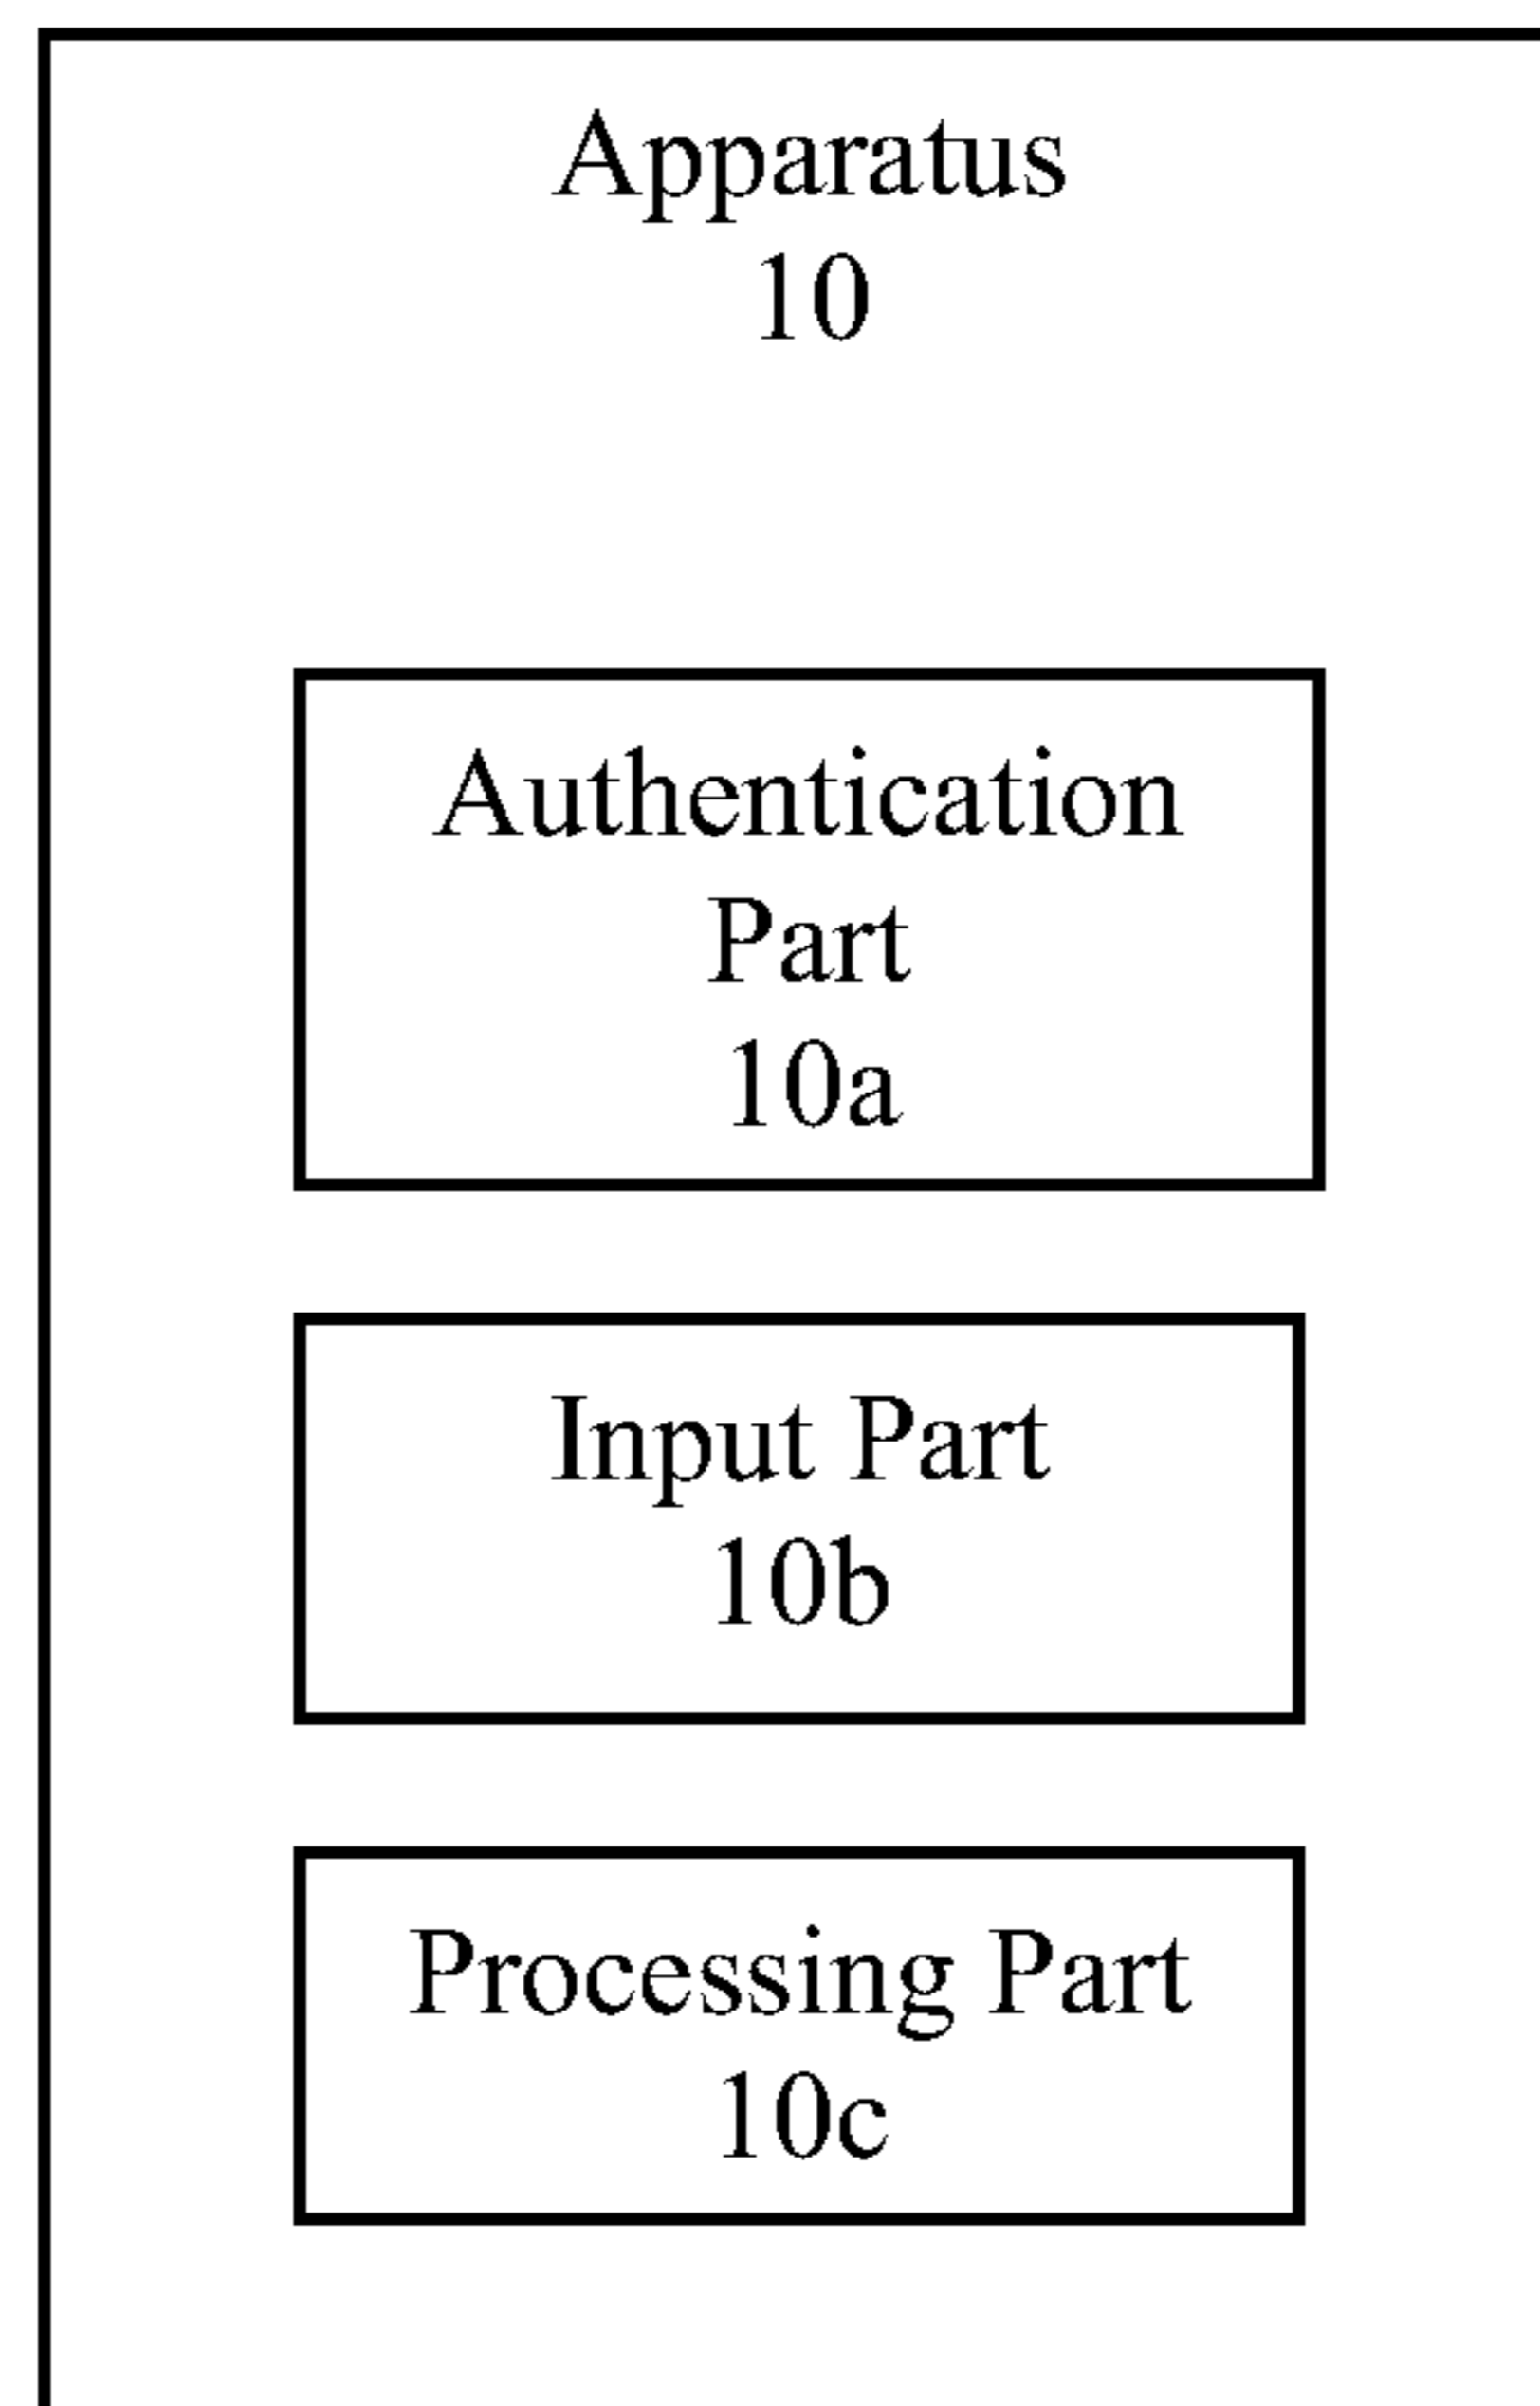 Apparatus
10
Authentication
Part
10a
Input Part
10b
Processing Part
10c